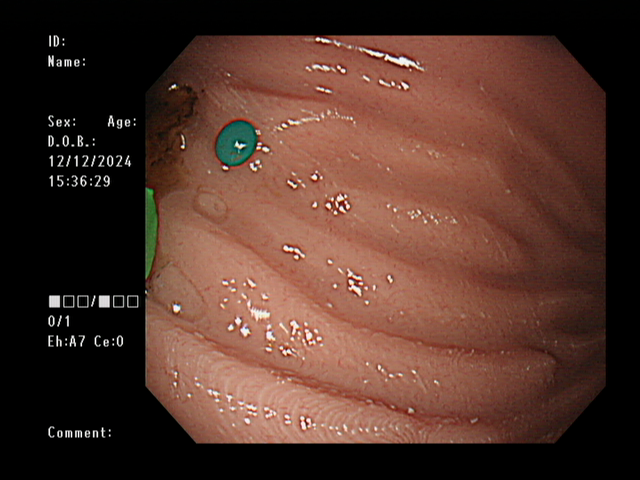 ID:
Name:
Sex: Age:
D.O.B.:
12/12/2024
15:36:29
■□□/■□□
0/1
Eh:A7 Ce:0
Comment: